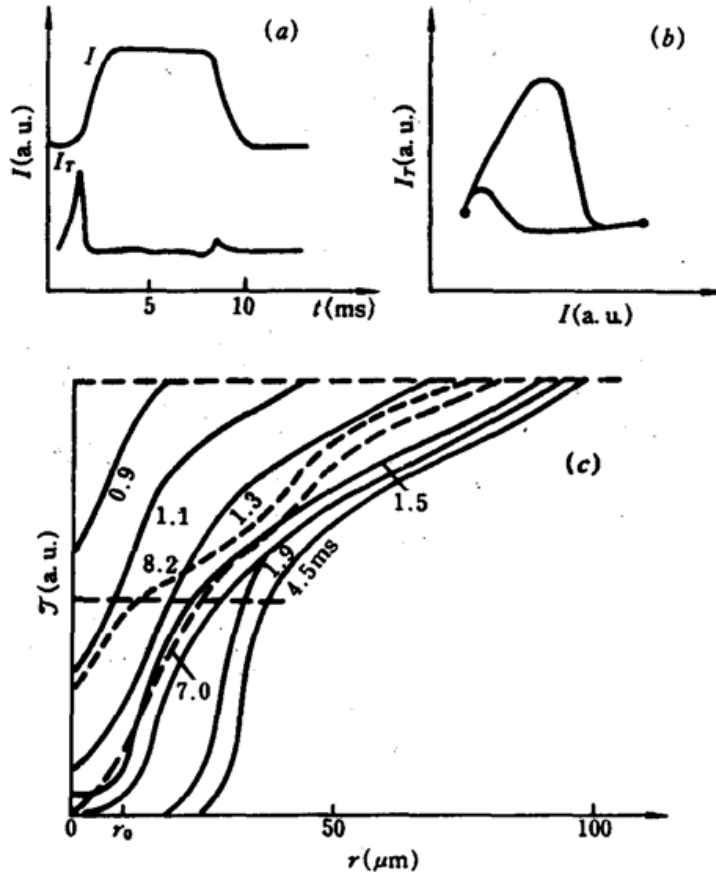 (a)
I
I_T
I(a.u.)
5
10
t(ms)
(b)
I_T(a.u.)
I(a.u.)
(c)
0.9
1.1
1.3
1.5
8.2
1.9
4.5ms
7.0
𝒯(a.u.)
0
r₀
50
100
r(μm)